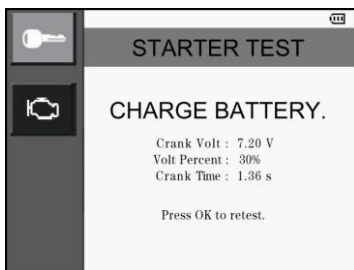 STARTER TEST
CHARGE BATTERY.
Crank Volt : 7.20 V
Volt Percent : 30%
Crank Time : 1.36 s
Press OK to retest.